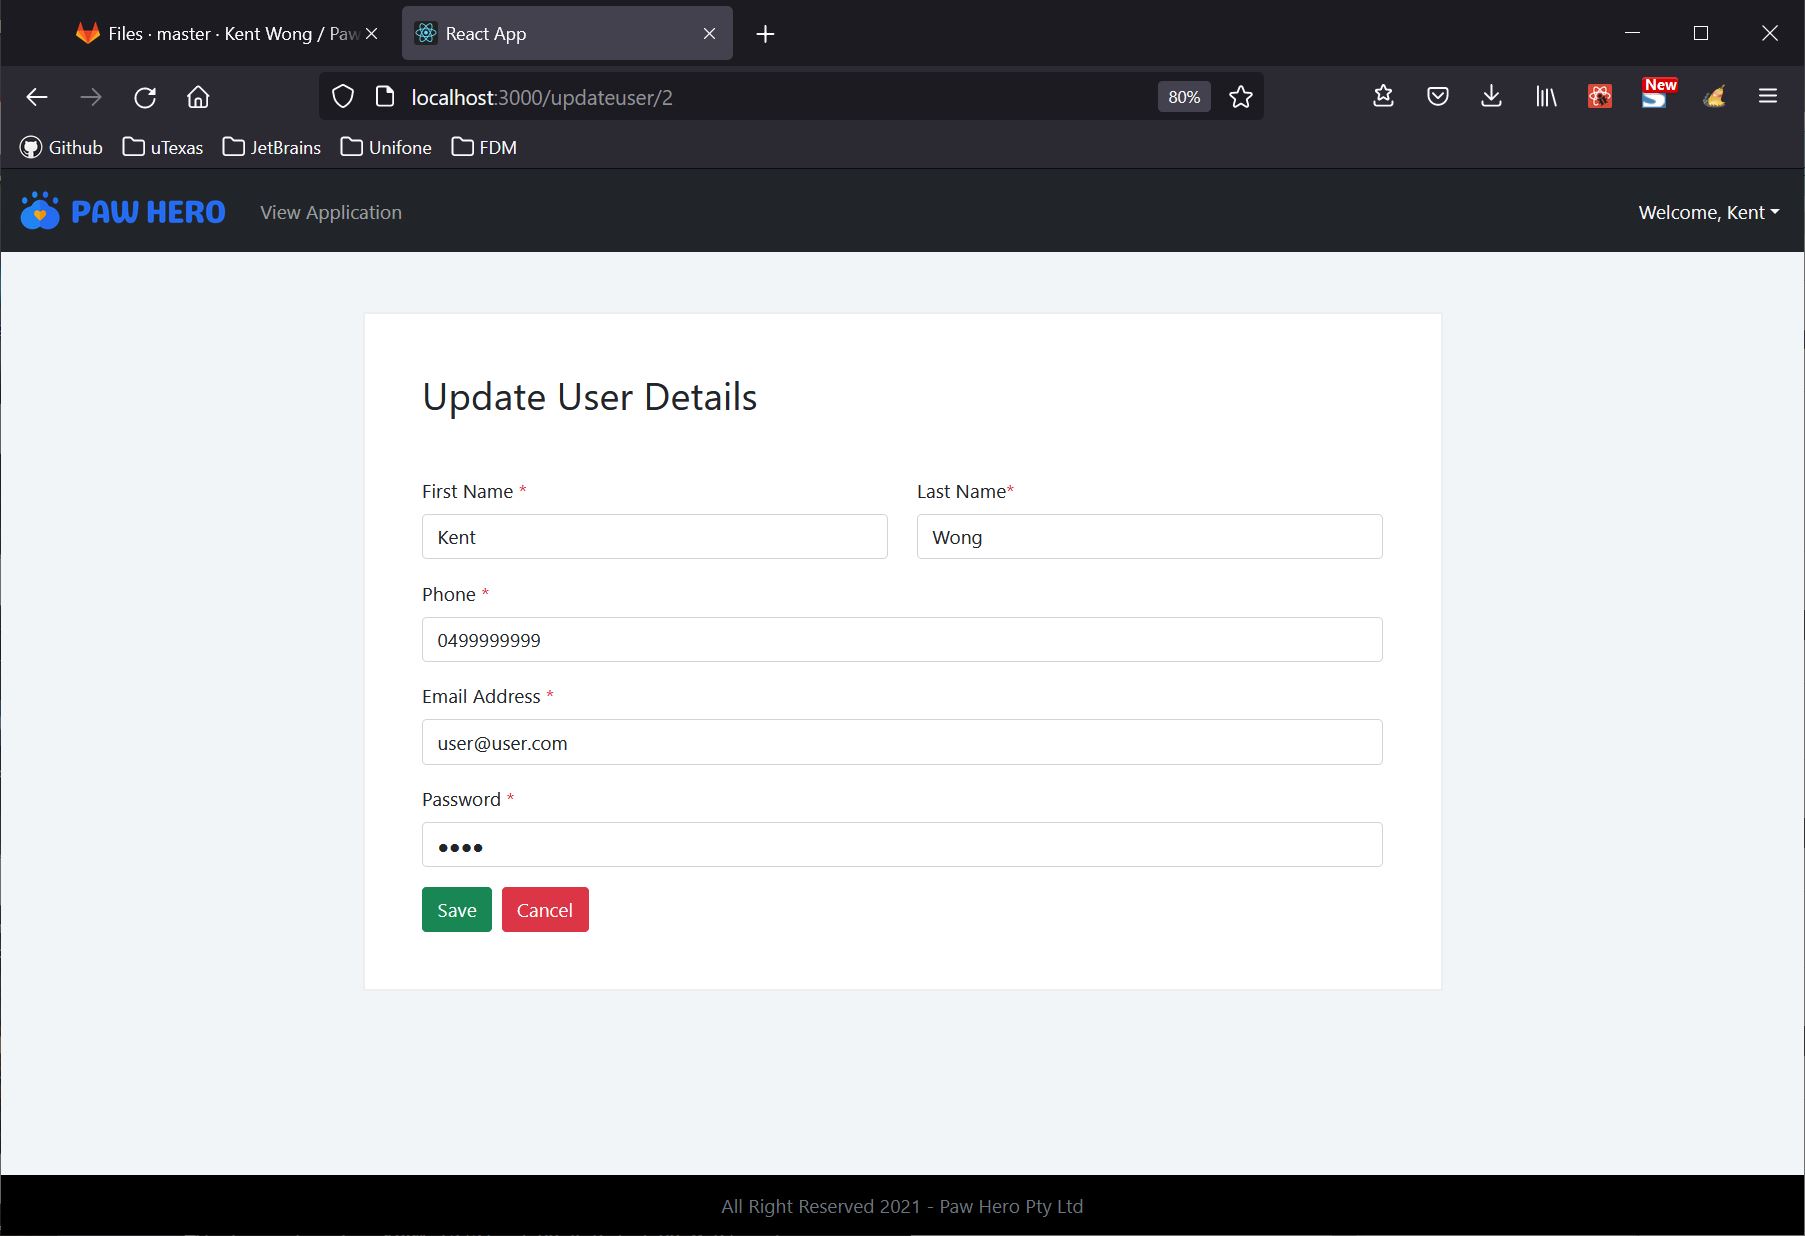 Files · master · Kent Wong / Paw
React App
localhost:3000/updateuser/2
80%
New
Github
uTexas
JetBrains
Unifone
FDM
PAW HERO
View Application
Welcome, Kent
Update User Details
First Name *
Last Name*
Kent
Wong
Phone *
0499999999
Email Address *
user@user.com
Password *
Save
Cancel
All Right Reserved 2021 - Paw Hero Pty Ltd